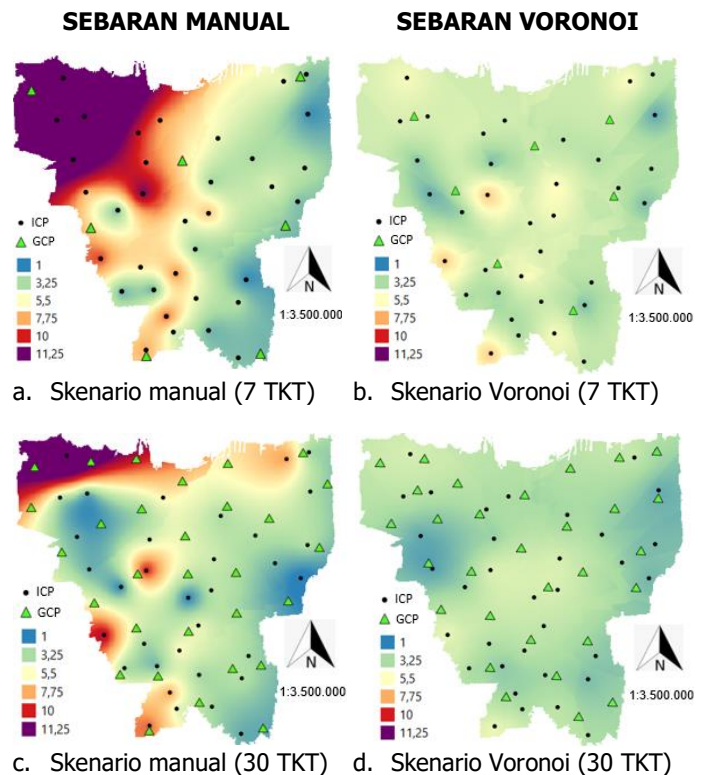 SEBARAN MANUAL
SEBARAN VORONOI
ICP
GCP
1
3,25
5,5
7,75
10
11,25
N
1:3.500.000
a. Skenario manual (7 TKT)
ICP
GCP
1
3,25
5,5
7,75
10
11,25
N
1:3.500.000
b. Skenario Voronoi (7 TKT)
ICP
GCP
1
3,25
5,5
7,75
10
11,25
N
1:3.500.000
c. Skenario manual (30 TKT)
ICP
GCP
1
3,25
5,5
7,75
10
11,25
N
1:3.500.000
d. Skenario Voronoi (30 TKT)